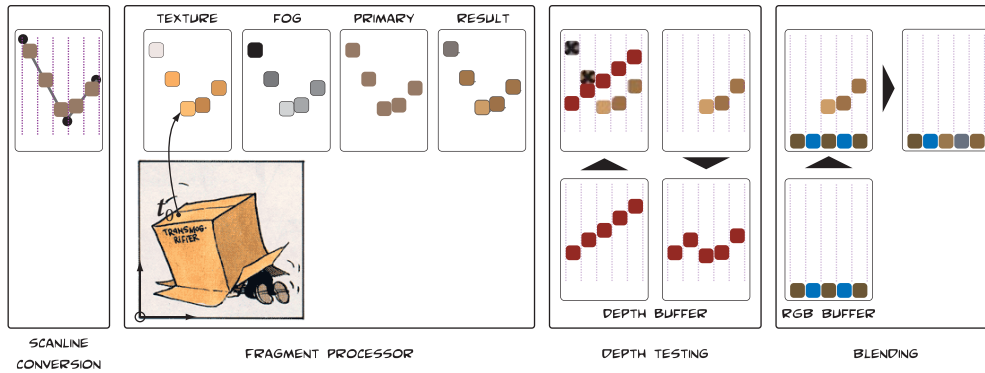 TEXTURE FOG PRIMARY RESULT
t₀
TRANSMOG-
RIFIER
DEPTH BUFFER RGB BUFFER
SCANLINE
CONVERSION
FRAGMENT PROCESSOR
DEPTH TESTING
BLENDING